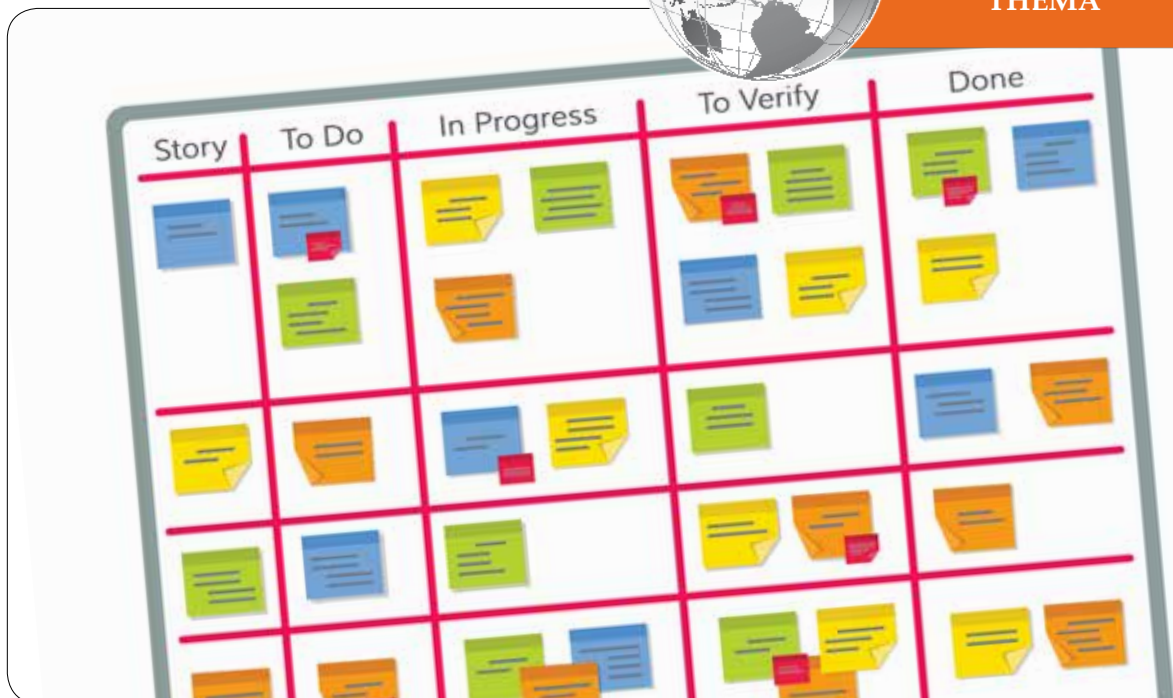 THEMA
Story
To Do
In Progress
To Verify
Done